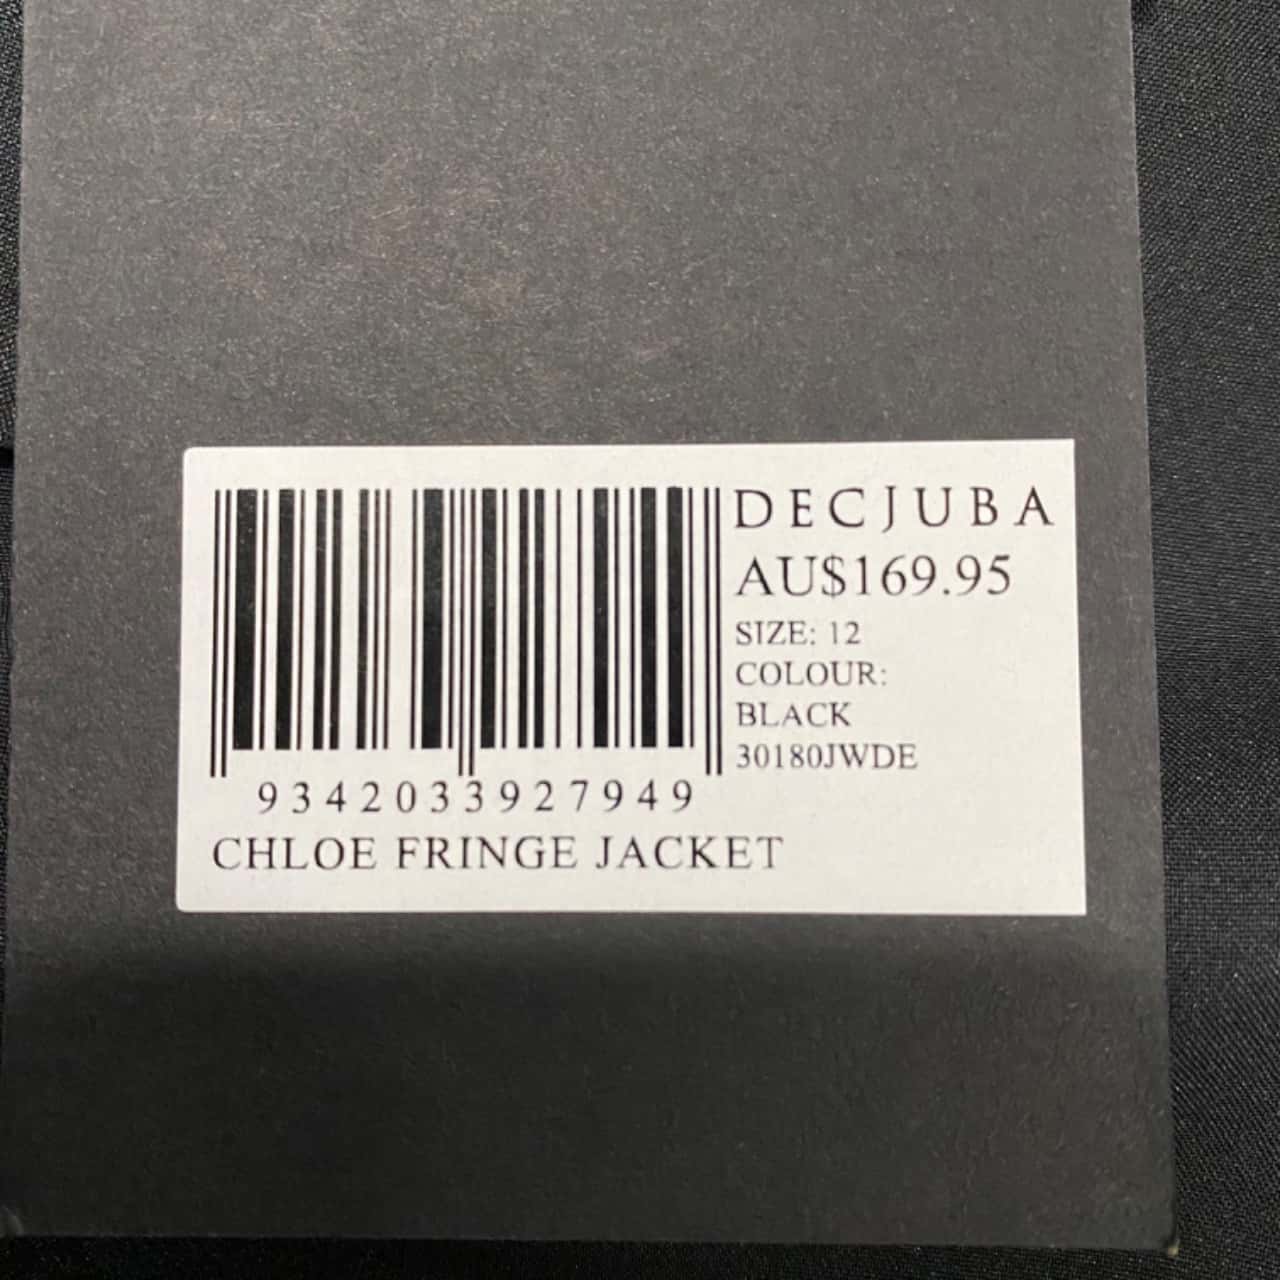 DECJUBA
AU$169.95
SIZE: 12
COLOUR:
BLACK
30180JWDE
9342033927949
CHLOE FRINGE JACKET